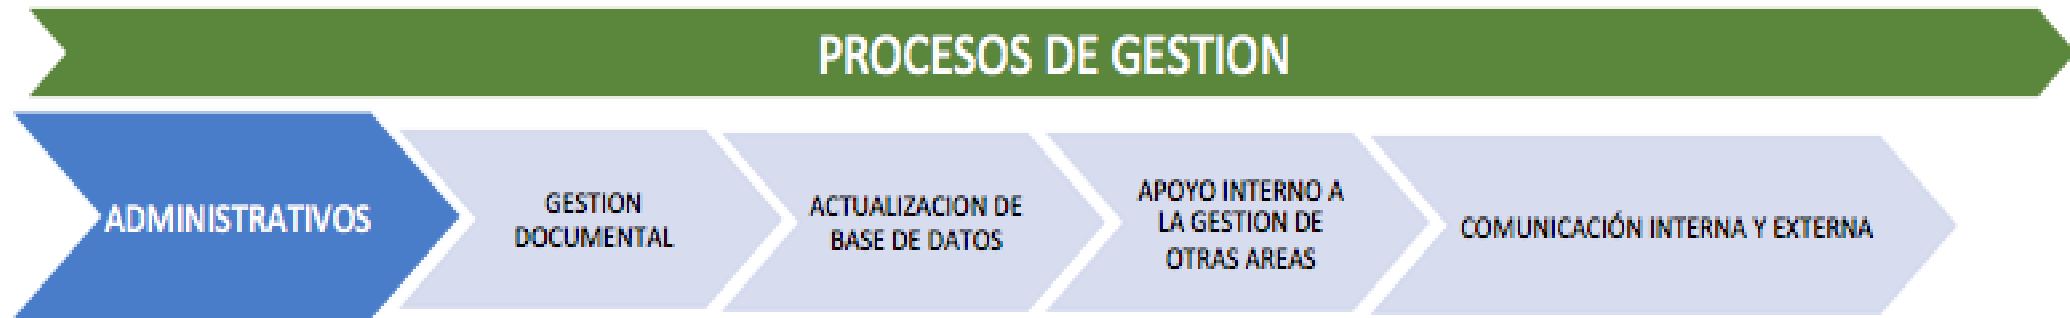 PROCESOS DE GESTION
ADMINISTRATIVOS
GESTION
DOCUMENTAL
ACTUALIZACION DE
BASE DE DATOS
APOYO INTERNO A
LA GESTION DE
OTRAS AREAS
COMUNICACIÓN INTERNA Y EXTERNA